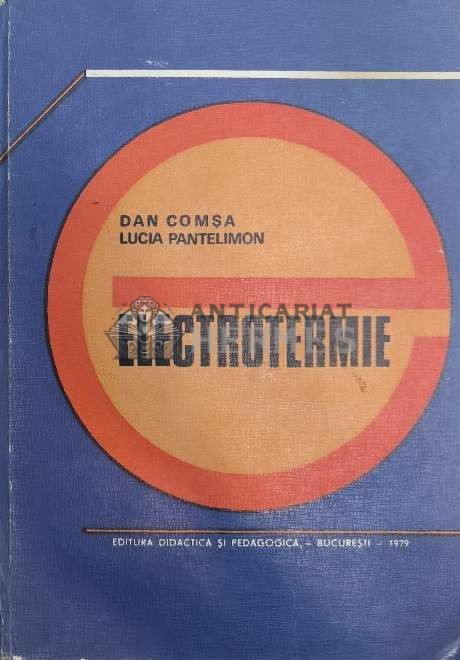 DAN COMȘA
LUCIA PANTELIMON
ANTICARIAT
ELECTROTERMIE
EDITURA DIDACTICĂ ȘI PEDAGOGICĂ, – BUCUREȘTI – 1979